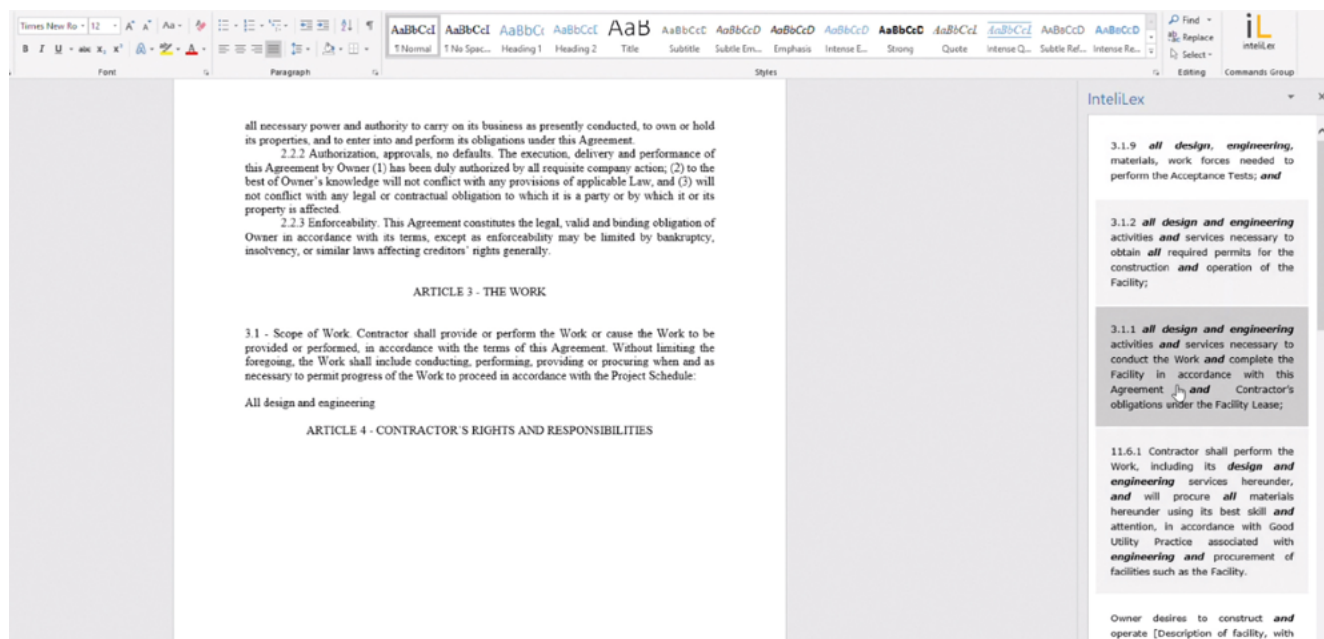 Times New Ro
12
Aa
Find
Replace
Select
Editing
B I U abc x, x²
AaBbCcI AaBbCcI AaBbC AaBbCcI AaB AaBbCcD AaBbCcD AaBbCcD AaBbCcD AaBbCcD AaBbCcI AaBbCcI AaBbCcD AaBbCcD
¶ Normal ¶ No Spac... Heading 1 Heading 2 Title Subtitle Subtle Em... Emphasis Intense E... Strong Quote Intense Q... Subtle Ref... Intense Re...
iL
inteliLex
Font Paragraph Styles Commands Group
all necessary power and authority to carry on its business as presently conducted, to own or hold
its properties, and to enter into and perform its obligations under this Agreement.
2.2.2 Authorization, approvals, no defaults. The execution, delivery and performance of
this Agreement by Owner (1) has been duly authorized by all requisite company action; (2) to the
best of Owner's knowledge will not conflict with any provisions of applicable Law, and (3) will
not conflict with any legal or contractual obligation to which it is a party or by which it or its
property is affected.
2.2.3 Enforceability. This Agreement constitutes the legal, valid and binding obligation of
Owner in accordance with its terms, except as enforceability may be limited by bankruptcy,
insolvency, or similar laws affecting creditors' rights generally.
ARTICLE 3 - THE WORK
3.1 - Scope of Work. Contractor shall provide or perform the Work or cause the Work to be
provided or performed, in accordance with the terms of this Agreement. Without limiting the
foregoing, the Work shall include conducting, performing, providing or procuring when and as
necessary to permit progress of the Work to proceed in accordance with the Project Schedule:
All design and engineering
ARTICLE 4 - CONTRACTOR'S RIGHTS AND RESPONSIBILITIES
InteliLex
3.1.9 all design, engineering,
materials, work forces needed to
perform the Acceptance Tests; and
3.1.2 all design and engineering
activities and services necessary to
obtain all required permits for the
construction and operation of the
Facility;
3.1.1 all design and engineering
activities and services necessary to
conduct the Work and complete the
Facility in accordance with this
Agreement and Contractor's
obligations under the Facility Lease;
11.6.1 Contractor shall perform the
Work, including its design and
engineering services hereunder,
and will procure all materials
hereunder using its best skill and
attention, in accordance with Good
Utility Practice associated with
engineering and procurement of
facilities such as the Facility.
Owner desires to construct and
operate [Description of facility, with